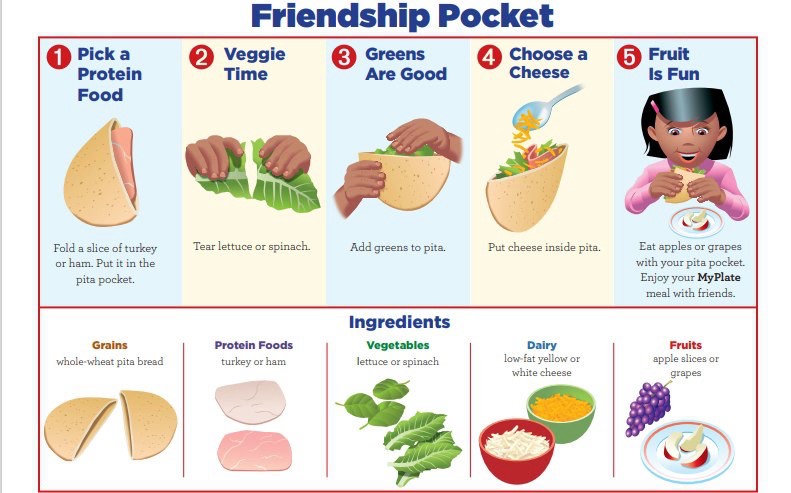 Friendship Pocket
1 Pick a
Protein
Food
Fold a slice of turkey
or ham. Put it in the
pita pocket.
2 Veggie
Time
Tear lettuce or spinach.
3 Greens
Are Good
Add greens to pita.
4 Choose a
Cheese
Put cheese inside pita.
5 Fruit
Is Fun
Eat apples or grapes
with your pita pocket.
Enjoy your MyPlate
meal with friends.
Ingredients
Grains
whole-wheat pita bread
Protein Foods
turkey or ham
Vegetables
lettuce or spinach
Dairy
low-fat yellow or
white cheese
Fruits
apple slices or
grapes